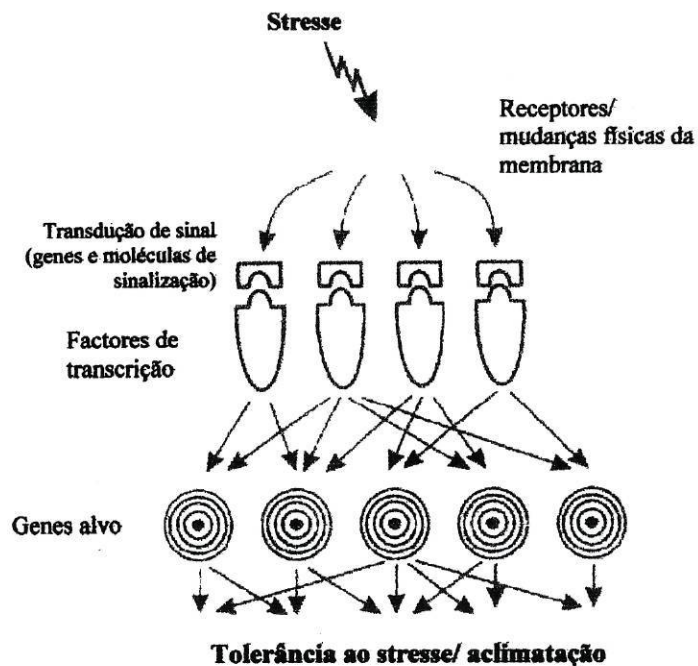 Stresse
Receptores/
mudanças físicas da
membrana
Transdução de sinal
(genes e moléculas de
sinalização)
Factores de
transcrição
Genes alvo
Tolerância ao stresse/ aclimatação